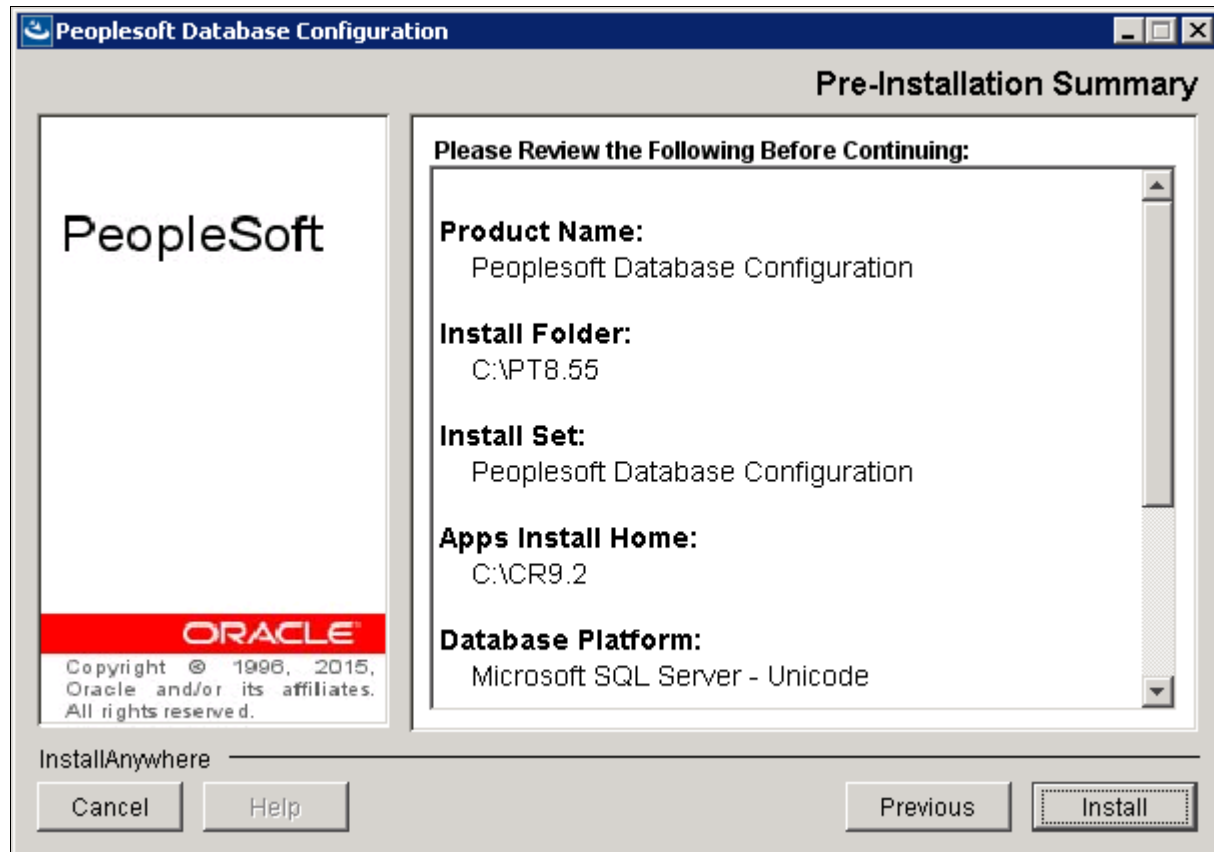 Peoplesoft Database Configuration
Pre-Installation Summary
PeopleSoft
ORACLE
Copyright © 1996, 2015,
Oracle and/or its affiliates.
All rights reserved.
Please Review the Following Before Continuing:
Product Name:
Peoplesoft Database Configuration
Install Folder:
C:\PT8.55
Install Set:
Peoplesoft Database Configuration
Apps Install Home:
C:\CR9.2
Database Platform:
Microsoft SQL Server - Unicode
InstallAnywhere
Cancel
Help
Previous
Install